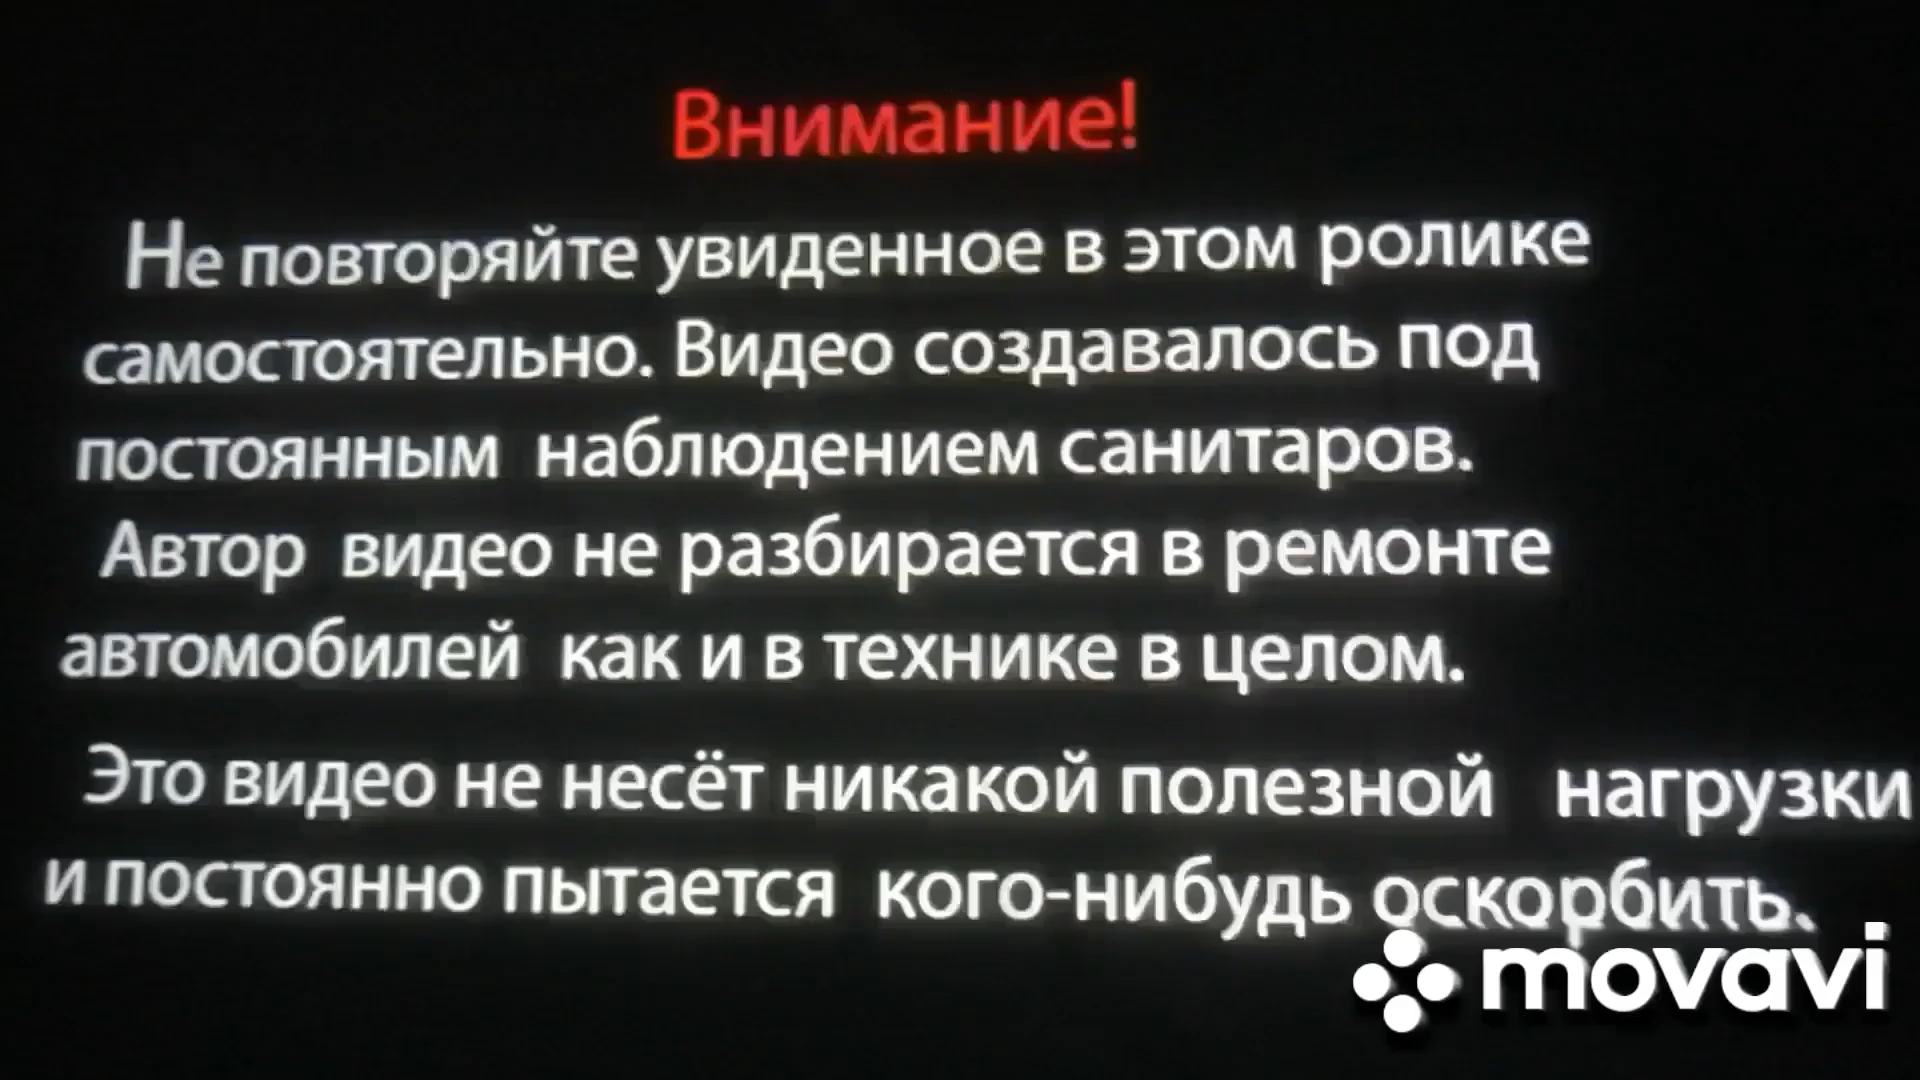 Внимание!
Не повторяйте увиденное в этом ролике
самостоятельно. Видео создавалось под
постоянным наблюдением санитаров.
Автор видео не разбирается в ремонте
автомобилей как и в технике в целом.
Это видео не несёт никакой полезной нагрузки
и постоянно пытается кого-нибудь оскорбить.
movavi